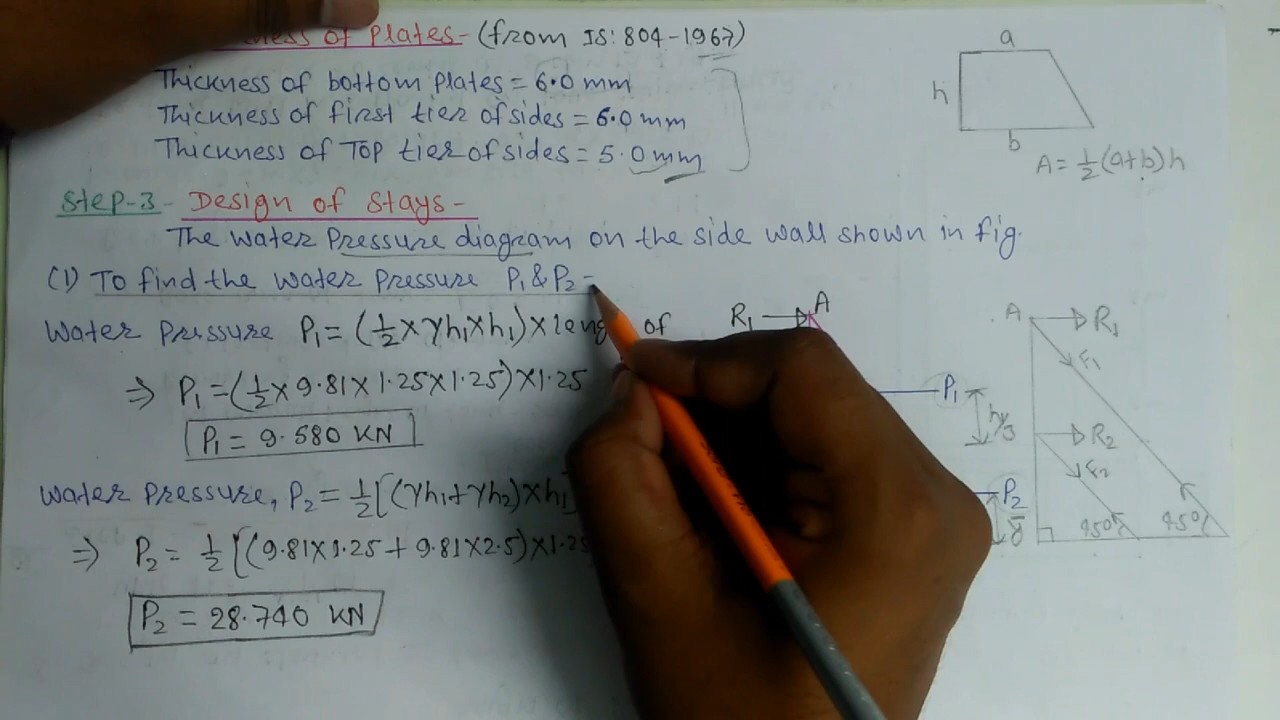 of Plates- (from IS: 804-1967)
Thickness of bottom plates = 6.0 mm
Thickness of first tier of sides = 6.0 mm
Thickness of Top tier of sides = 5.0 mm
a
h
b
A = 1/2 (a+b) h
Step-3 - Design of Stays-
The water pressure diagram on the side wall shown in fig.
(1) To find the water pressure P₁ & P₂ -
Water Pressure P₁ = (1/2 × γh₁ × h₁) × leng of
⇒ P₁ = (1/2 × 9.81 × 1.25 × 1.25) × 1.25
P₁ = 9.580 KN
Water Pressure, P₂ = 1/2 [(γh₁ + γh₂) × h₁
⇒ P₂ = 1/2 [(9.81 × 1.25 + 9.81 × 2.5) × 1.25
P₂ = 28.740 KN
R₁ A
P₁
h/3
P₂
ȳ
A R₁
F₁
R₂
F₂
45° 45°